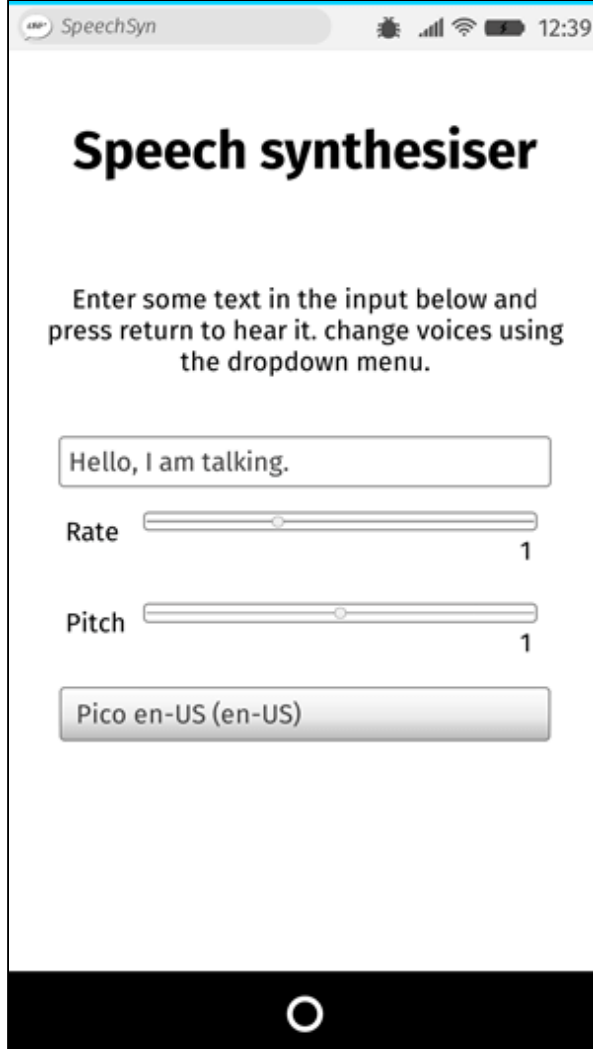 SpeechSyn 12:39
Speech synthesiser
Enter some text in the input below and
press return to hear it. change voices using
the dropdown menu.
Hello, I am talking.
Rate
1
Pitch
1
Pico en-US (en-US)